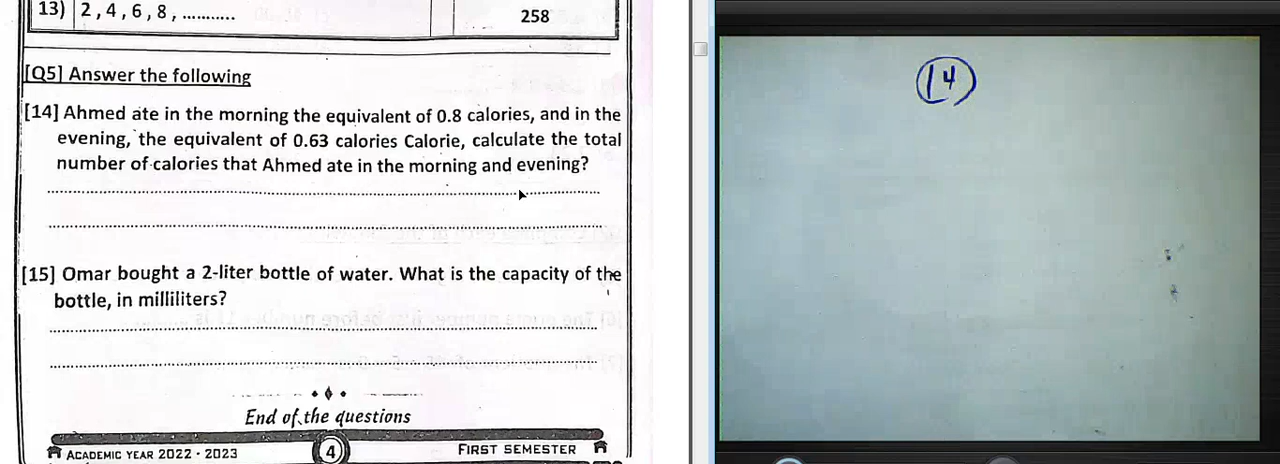 13) 2 , 4 , 6 , 8 , ...........
258
[Q5] Answer the following
[14] Ahmed ate in the morning the equivalent of 0.8 calories, and in the
evening, the equivalent of 0.63 calories Calorie, calculate the total
number of calories that Ahmed ate in the morning and evening?
[15] Omar bought a 2-liter bottle of water. What is the capacity of the
bottle, in milliliters?
End of the questions
ACADEMIC YEAR 2022 - 2023
4
FIRST SEMESTER
14